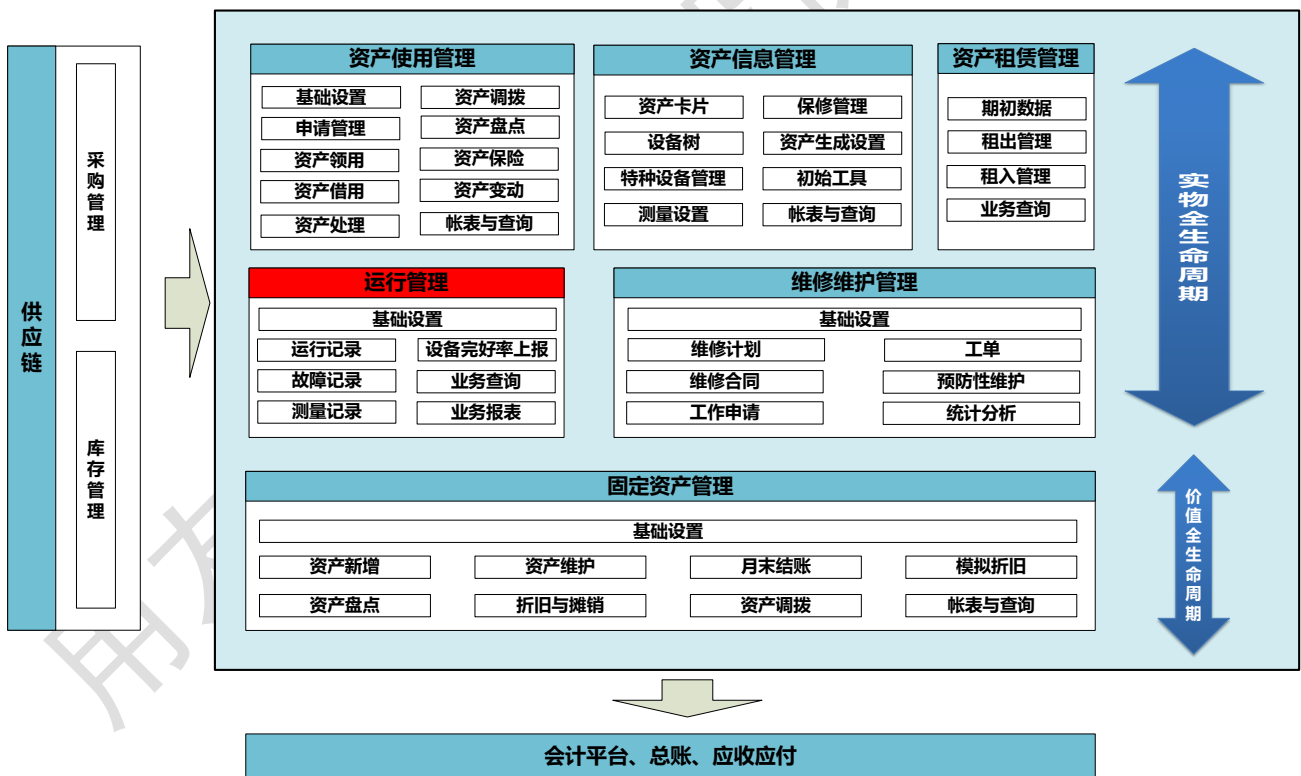 供应链
采购管理
库存管理
资产使用管理
基础设置
资产调拨
申请管理
资产盘点
资产领用
资产保险
资产借用
资产变动
资产处理
帐表与查询
资产信息管理
资产卡片
保修管理
设备树
资产生成设置
特种设备管理
初始工具
测量设置
帐表与查询
资产租赁管理
期初数据
租出管理
租入管理
业务查询
运行管理
基础设置
运行记录
设备完好率上报
故障记录
业务查询
测量记录
业务报表
维修维护管理
基础设置
维修计划
工单
维修合同
预防性维护
工作申请
统计分析
固定资产管理
基础设置
资产新增
资产维护
月末结账
模拟折旧
资产盘点
折旧与摊销
资产调拨
帐表与查询
实物全生命周期
价值全生命周期
会计平台、总账、应收应付
用友